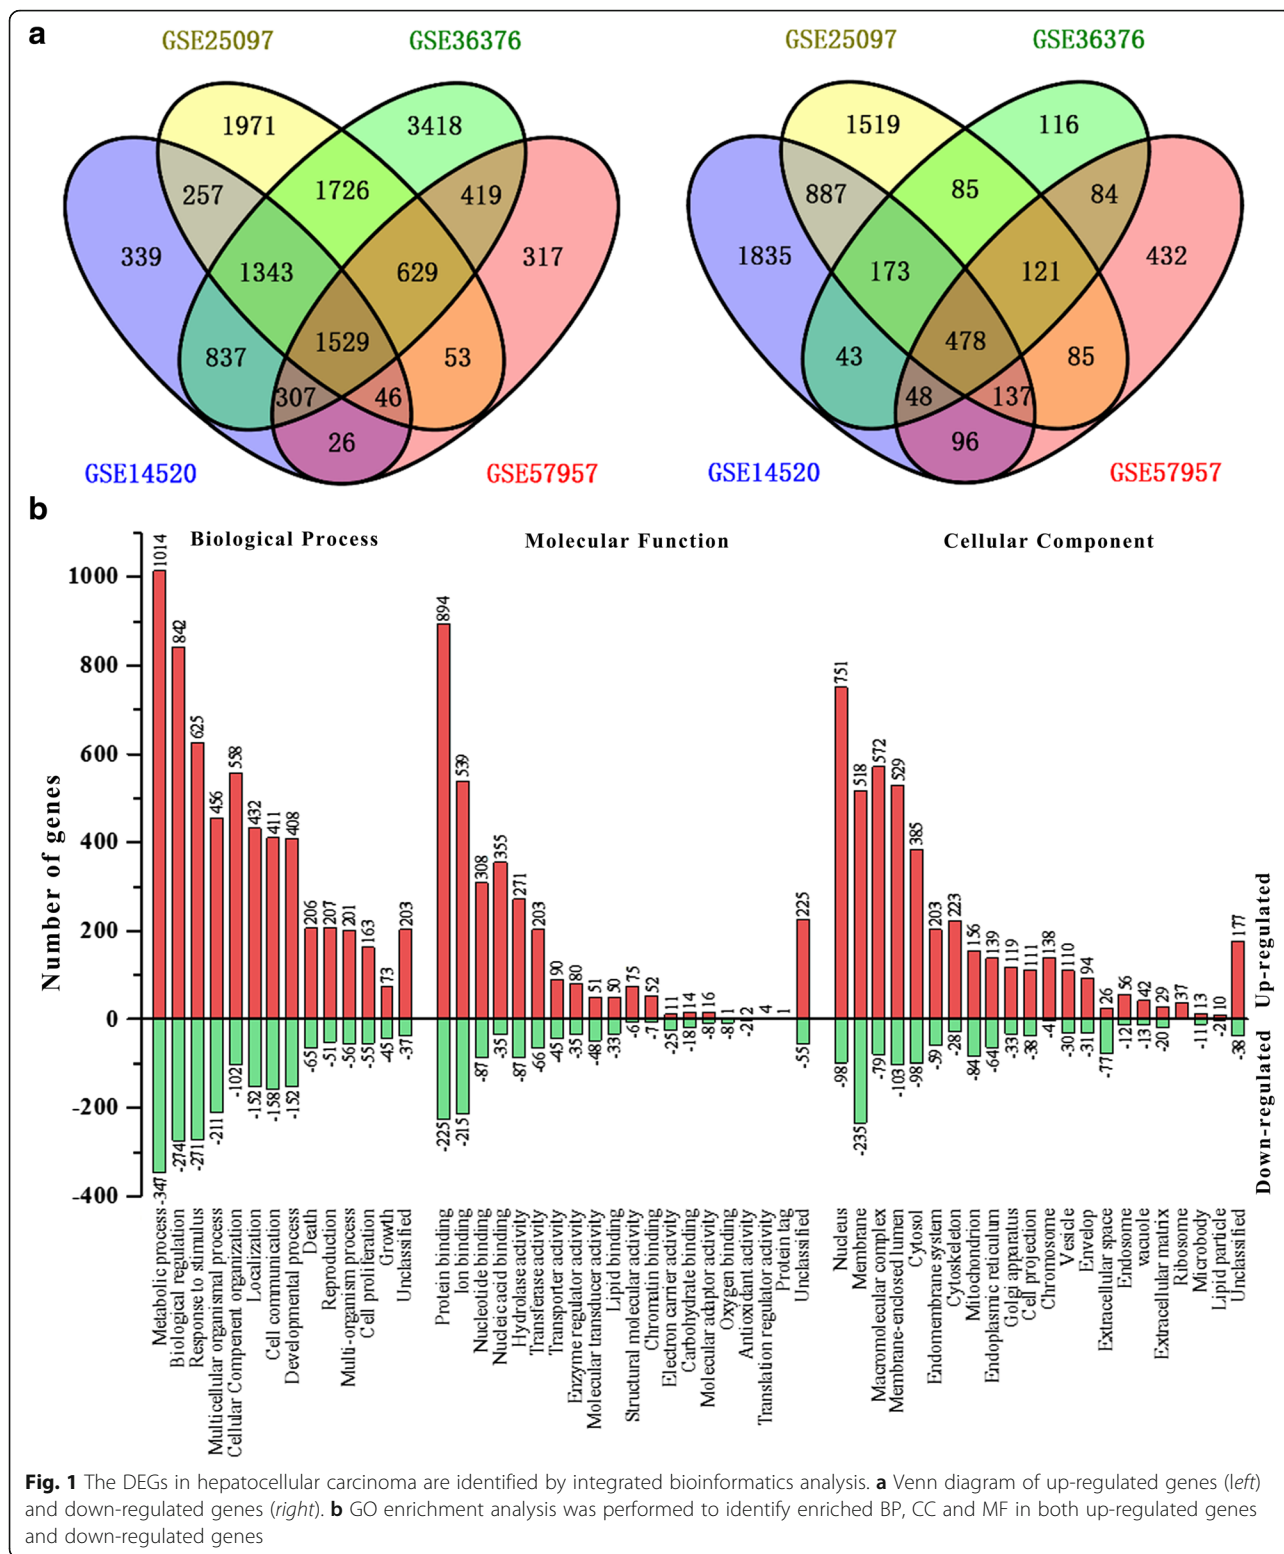 a
GSE25097 GSE36376 GSE25097 GSE36376
1971 3418 1519 116
257 1726 419 887 85 84
339 1343 629 317 1835 173 121 432
1529 478
837 53 43 85
307 46 48 137
26 96
GSE14520 GSE57957 GSE14520 GSE57957
b
Biological Process Molecular Function Cellular Component
Number of genes
1000
800
600
400
200
0
-200
-400
1014 842 625 456 558 432 411 408 206 207 201 163 73 203
-347 -274 -271 -211 -102 -152 -158 -152 -65 -51 -56 -55 -45 -37
894 539 308 355 271 203 90 80 51 50 75 52 11 14 16 1 2 4 1 225
-225 -215 -87 -35 -87 -66 -45 -35 -48 -33 -6 -7 -25 -18 -8 -8 -2 -55
751 518 572 529 385 203 223 156 139 119 111 138 110 94 26 56 42 29 37 13 10 177
-98 -235 -79 -103 -98 -59 -28 -84 -64 -33 -38 -4 -30 -31 -77 -12 -13 -20 -11 -2 -38
Up-regulated
Down-regulated
Metabolic process
Biological regulation
Response to stimulus
Multicellular organismal process
Cellular Component organization
Localization
Cell communication
Developmental process
Death
Reproduction
Multi-organism process
Cell proliferation
Growth
Unclassified
Protein binding
Ion binding
Nucleotide binding
Nucleic acid binding
Hydrolase activity
Transferase activity
Transporter activity
Enzyme regulator activity
Molecular transducer activity
Lipid binding
Structural molecular activity
Chromatin binding
Electron carrier activity
Carbohydrate binding
Molecular adaptor activity
Oxygen binding
Antioxidant activity
Translation regulator activity
Protein tag
Unclassified
Nucleus
Membrane
Macromolecular complex
Membrane-enclosed lumen
Cytosol
Endomembrane system
Cytoskeleton
Mitochondrion
Endoplasmic reticulum
Golgi apparatus
Cell projection
Chromosome
Vesicle
Envelop
Extracellular space
Endosome
vacuole
Extracellular matrix
Ribosome
Microbody
Lipid particle
Unclassified
Fig. 1 The DEGs in hepatocellular carcinoma are identified by integrated bioinformatics analysis. a Venn diagram of up-regulated genes (left)
and down-regulated genes (right). b GO enrichment analysis was performed to identify enriched BP, CC and MF in both up-regulated genes
and down-regulated genes